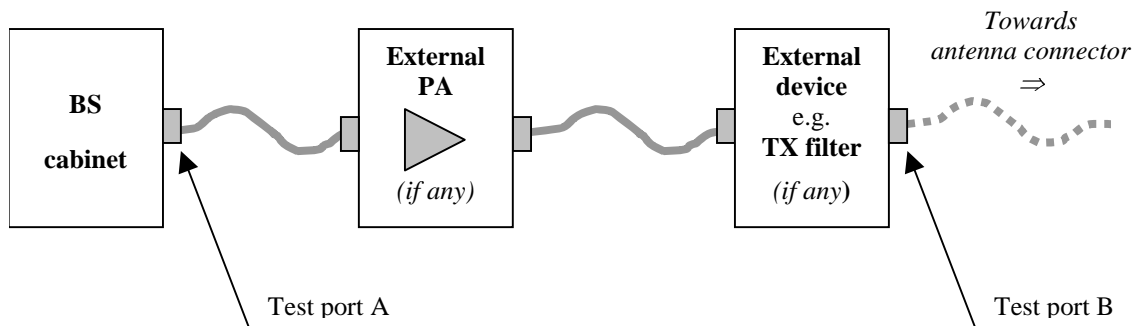 BS
cabinet
External
PA
(if any)
External
device
e.g.
TX filter
(if any)
Towards
antenna connector
⇒
Test port A
Test port B